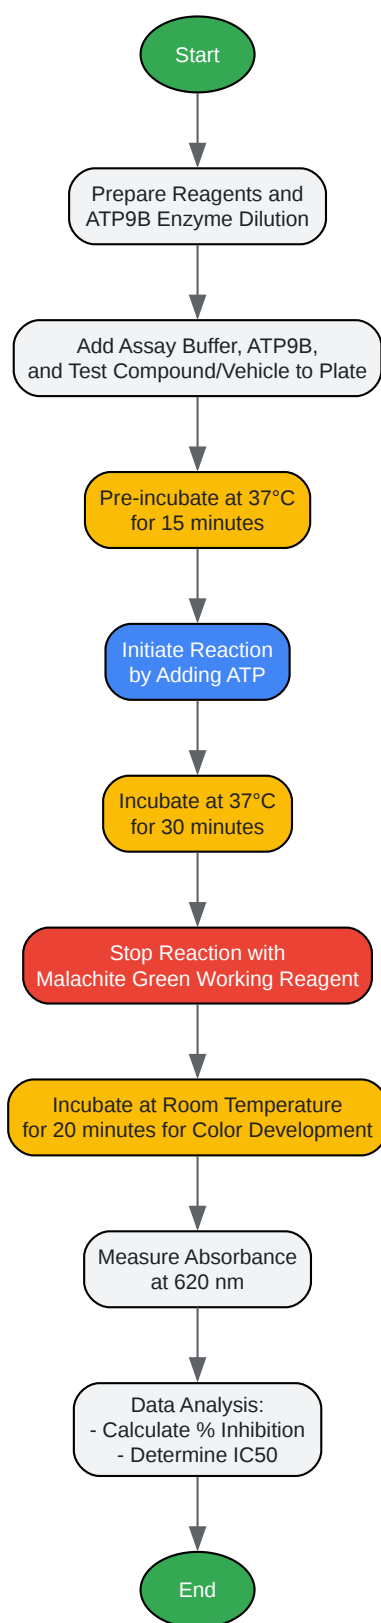 Start
Prepare Reagents and
ATP9B Enzyme Dilution
Add Assay Buffer, ATP9B,
and Test Compound/Vehicle to Plate
Pre-incubate at 37°C
for 15 minutes
Initiate Reaction
by Adding ATP
Incubate at 37°C
for 30 minutes
Stop Reaction with
Malachite Green Working Reagent
Incubate at Room Temperature
for 20 minutes for Color Development
Measure Absorbance
at 620 nm
Data Analysis:
- Calculate % Inhibition
- Determine IC50
End